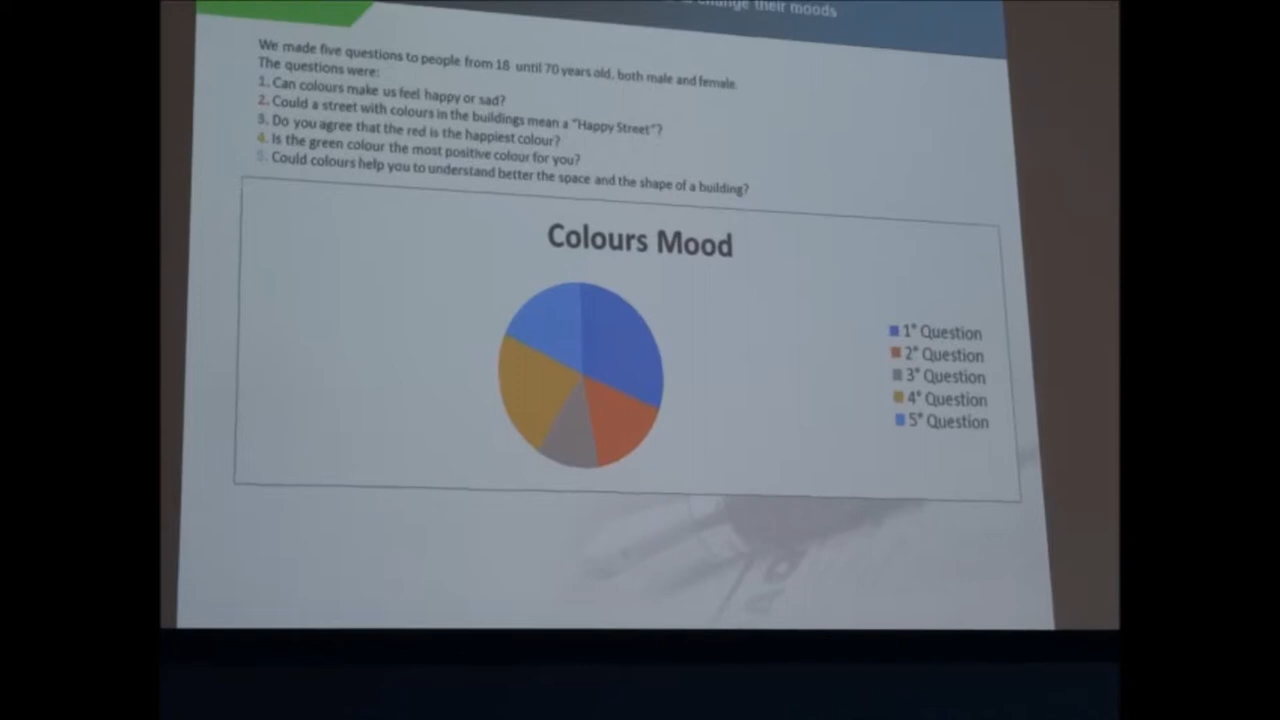 change their moods
We made five questions to people from 18 until 70 years old, both male and female.
The questions were:
1. Can colours make us feel happy or sad?
2. Could a street with colours in the buildings mean a "Happy Street"?
3. Do you agree that the red is the happiest colour?
4. Is the green colour the most positive colour for you?
5. Could colours help you to understand better the space and the shape of a building?
Colours Mood
1° Question
2° Question
3° Question
4° Question
5° Question